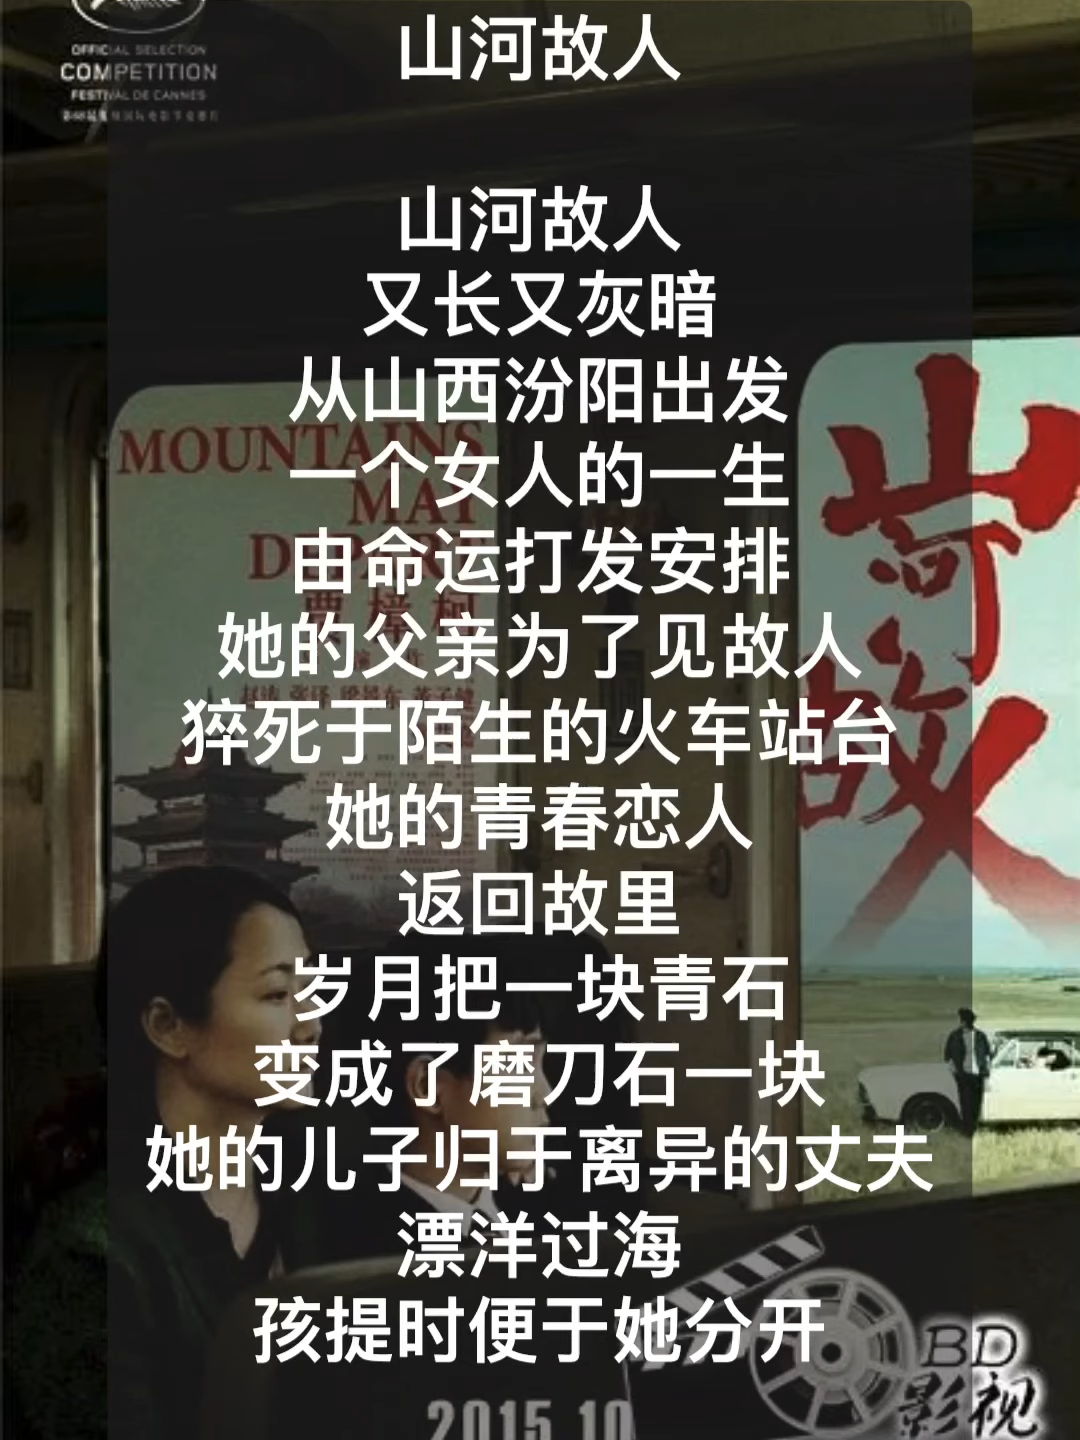 山河故人
OFFICIAL SELECTION
COMPETITION
FESTIVAL DE CANNES
山河故人
又长又灰暗
从山西汾阳出发
MOUNTAINS
一个女人的一生
MAY
由命运打发安排
她的父亲为了见故人
猝死于陌生的火车站台
她的青春恋人
返回故里
岁月把一块青石
变成了磨刀石一块
她的儿子归于离异的丈夫
漂洋过海
孩提时便于她分开
山河故人
BD
影视
2015.10